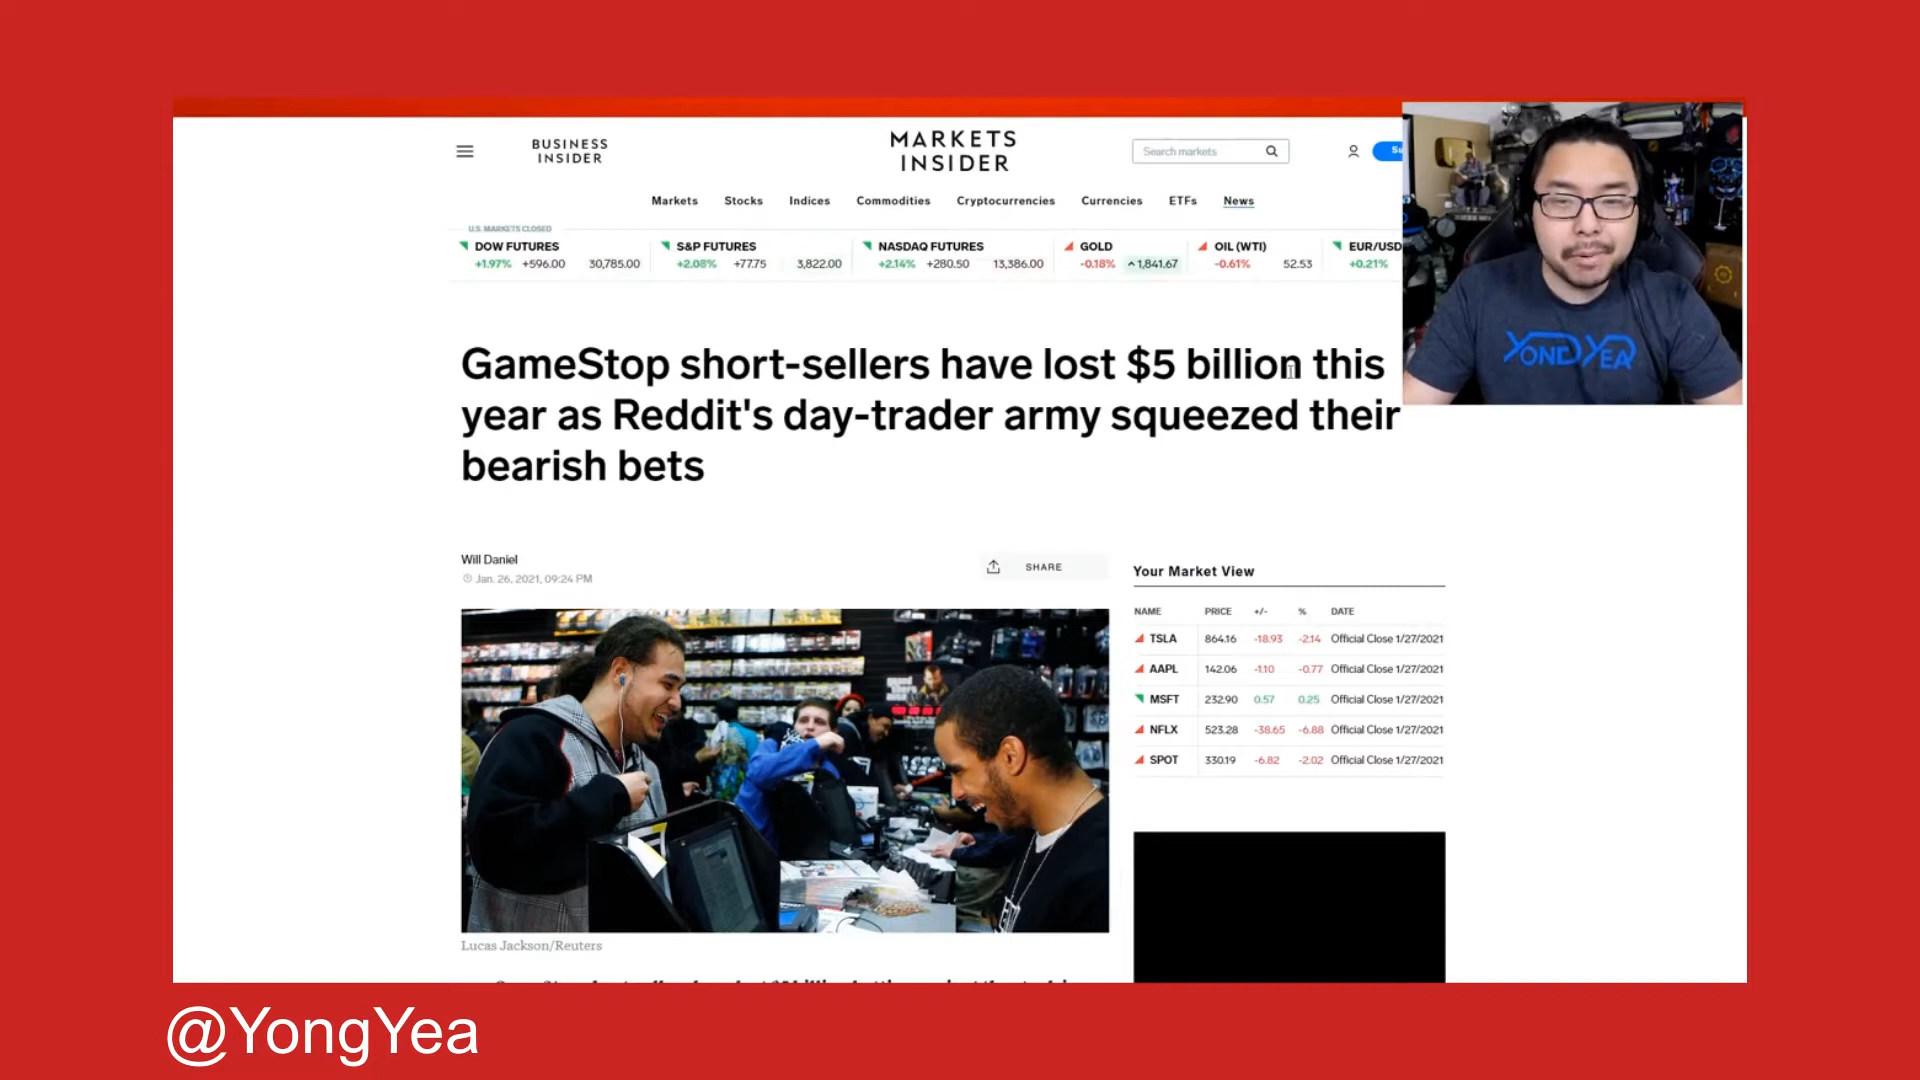 BUSINESS
INSIDER
MARKETS
INSIDER
Search markets
Su
Markets Stocks Indices Commodities Cryptocurrencies Currencies ETFs News
U.S. MARKETS CLOSED
DOW FUTURES
+1.97% +596.00 30,785.00
S&P FUTURES
+2.08% +77.75 3,822.00
NASDAQ FUTURES
+2.14% +280.50 13,386.00
GOLD
-0.18% 1,841.67
OIL (WTI)
-0.61% 52.53
EUR/USD
+0.21%
YONGYEA
GameStop short-sellers have lost $5 billion this
year as Reddit's day-trader army squeezed their
bearish bets
Will Daniel
Jan. 26, 2021, 09:24 PM
SHARE
Your Market View
NAME PRICE +/- % DATE
TSLA 864.16 -18.93 -2.14 Official Close 1/27/2021
AAPL 142.06 -1.10 -0.77 Official Close 1/27/2021
MSFT 232.90 0.57 0.25 Official Close 1/27/2021
NFLX 523.28 -38.65 -6.88 Official Close 1/27/2021
SPOT 330.19 -6.82 -2.02 Official Close 1/27/2021
Lucas Jackson/Reuters
@YongYea